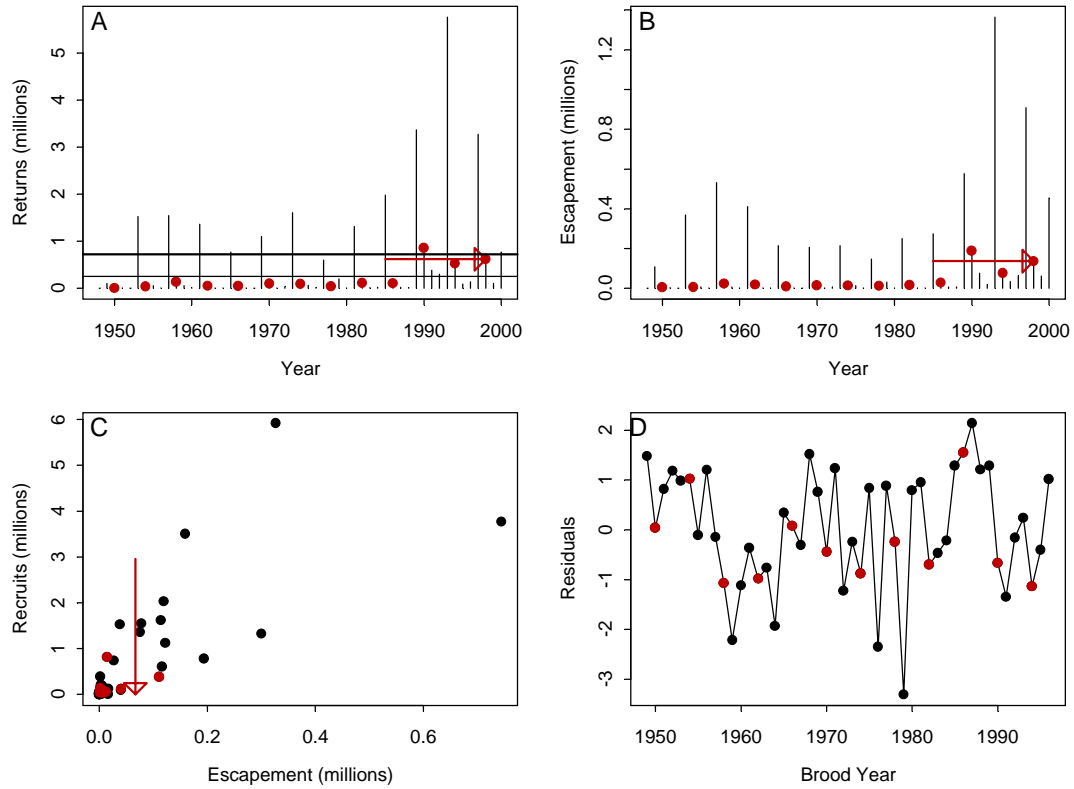 A
Returns (millions)
5
4
3
2
1
0
1950 1960 1970 1980 1990 2000
Year
B
Escapement (millions)
1.2
0.8
0.4
0.0
1950 1960 1970 1980 1990 2000
Year
C
Recruits (millions)
6
5
4
3
2
1
0
0.0 0.2 0.4 0.6
Escapement (millions)
D
Residuals
2
1
0
-1
-3
1950 1960 1970 1980 1990
Brood Year